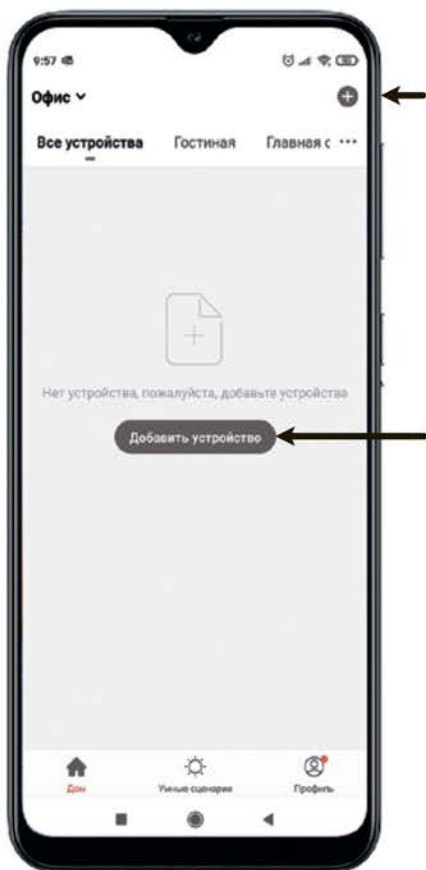 9:57
Офис
Все устройства Гостиная Главная с ...
Нет устройства, пожалуйста, добавьте устройства
Добавить устройство
Дом Умные сценарии Профиль